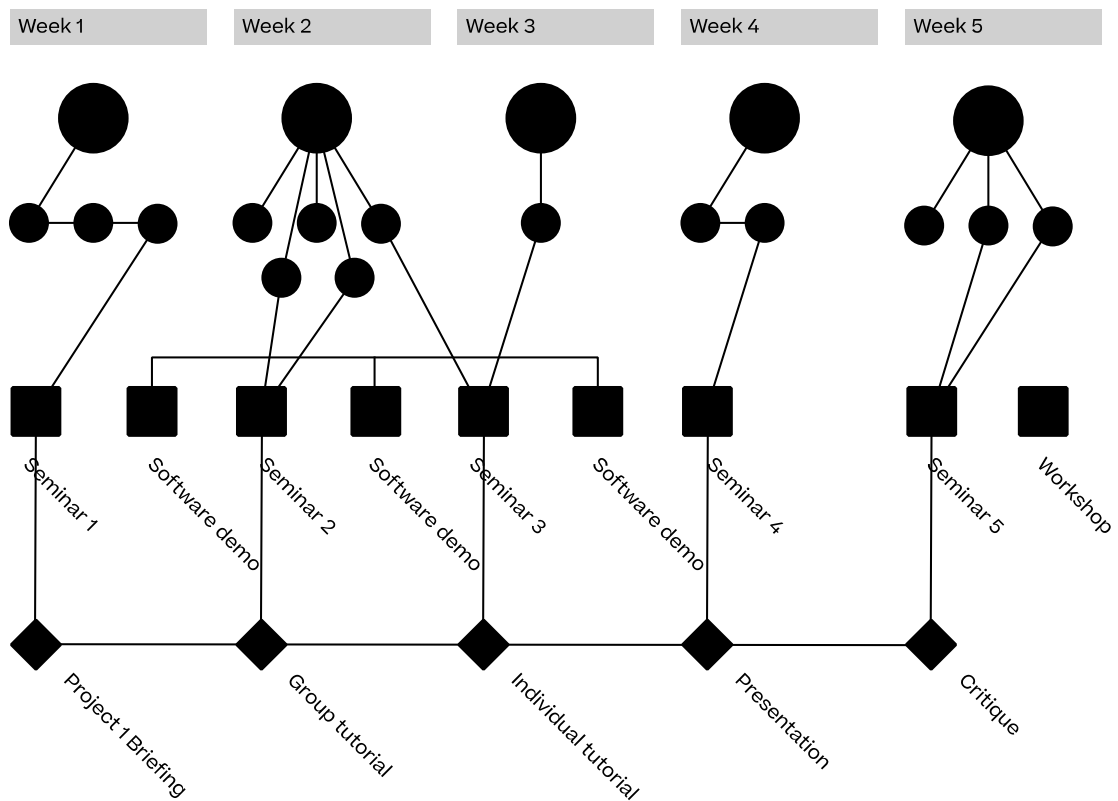 Week 1
Week 2
Week 3
Week 4
Week 5
Seminar 1
Software demo
Seminar 2
Software demo
Seminar 3
Software demo
Seminar 4
Seminar 5
Workshop
Project 1 Briefing
Group tutorial
Individual tutorial
Presentation
Critique